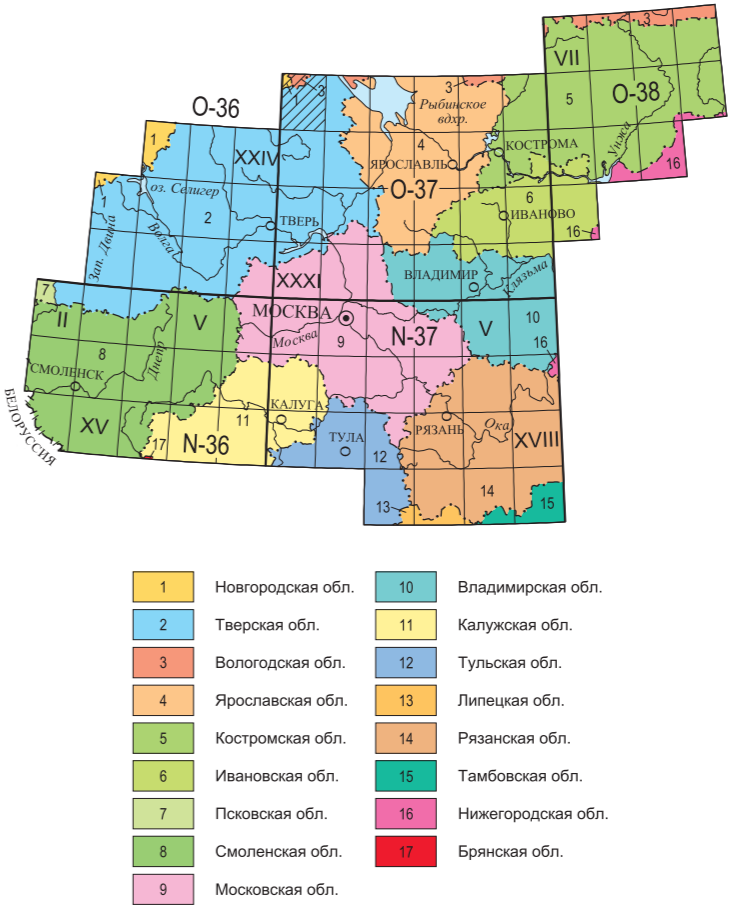 3
VII
5
O-38
O-36
1
3
3
Рыбинское
вдхр.
1
XXIV
4
КОСТРОМА
Унжа
ЯРОСЛАВЛЬ
1
16
O-37
1
оз. Селигер
2
6
ИВАНОВО
ТВЕРЬ
Зап. Двина
Волга
16
XXXI
ВЛАДИМИР
Клязьма
7
II
V
МОСКВА
Москва
9
N-37
V
10
16
8
Днепр
СМОЛЕНСК
БЕЛОРУССИЯ
XV
11
КАЛУГА
17
N-36
ТУЛА
12
РЯЗАНЬ
Ока
XVIII
13
14
15
1 Новгородская обл.
2 Тверская обл.
3 Вологодская обл.
4 Ярославская обл.
5 Костромская обл.
6 Ивановская обл.
7 Псковская обл.
8 Смоленская обл.
9 Московская обл.
10 Владимирская обл.
11 Калужская обл.
12 Тульская обл.
13 Липецкая обл.
14 Рязанская обл.
15 Тамбовская обл.
16 Нижегородская обл.
17 Брянская обл.